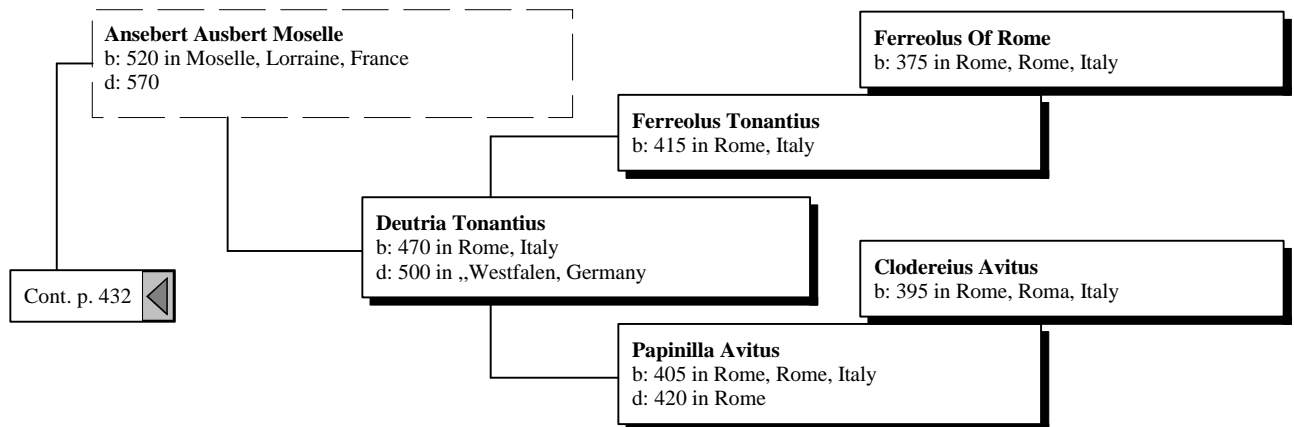 Ansebert Ausbert Moselle
b: 520 in Moselle, Lorraine, France
d: 570
Ferreolus Of Rome
b: 375 in Rome, Rome, Italy
Ferreolus Tonantius
b: 415 in Rome, Italy
Deutria Tonantius
b: 470 in Rome, Italy
d: 500 in ,,Westfalen, Germany
Clodereius Avitus
b: 395 in Rome, Roma, Italy
Cont. p. 432
Papinilla Avitus
b: 405 in Rome, Rome, Italy
d: 420 in Rome